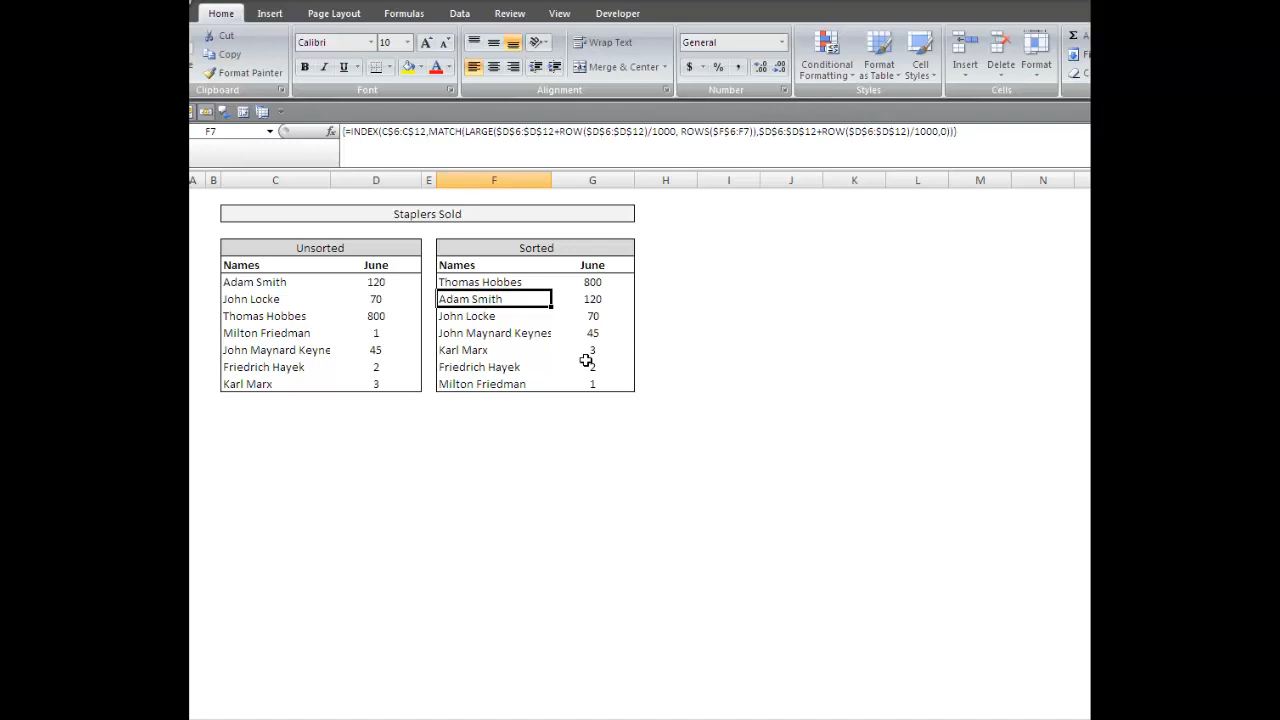 Home Insert Page Layout Formulas Data Review View Developer
Cut
Copy
Format Painter
Clipboard
Calibri 10
B I U
Font
Wrap Text
Merge & Center
Alignment
General
$ % ,
Number
Conditional Formatting
Format as Table
Cell Styles
Styles
Insert Delete Format
Cells
F7 fx {=INDEX(C$6:C$12,MATCH(LARGE($D$6:$D$12+ROW($D$6:$D$12)/1000, ROWS($F$6:F7)),$D$6:$D$12+ROW($D$6:$D$12)/1000,0))}
A B C D E F G H I J K L M N
Staplers Sold
Unsorted Sorted
Names June Names June
Adam Smith 120 Thomas Hobbes 800
John Locke 70 Adam Smith 120
Thomas Hobbes 800 John Locke 70
Milton Friedman 1 John Maynard Keynes 45
John Maynard Keyne 45 Karl Marx 3
Friedrich Hayek 2 Friedrich Hayek 2
Karl Marx 3 Milton Friedman 1